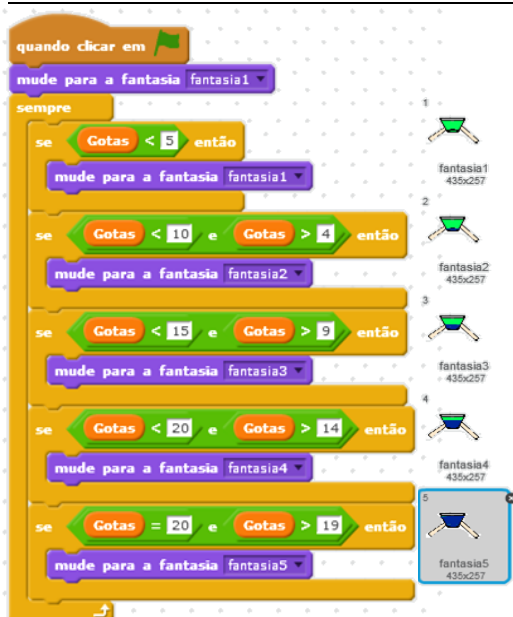 quando clicar em
mude para a fantasia fantasia1
sempre
se Gotas < 5 então
mude para a fantasia fantasia1
se Gotas < 10 e Gotas > 4 então
mude para a fantasia fantasia2
se Gotas < 15 e Gotas > 9 então
mude para a fantasia fantasia3
se Gotas < 20 e Gotas > 14 então
mude para a fantasia fantasia4
se Gotas = 20 e Gotas > 19 então
mude para a fantasia fantasia5
1
fantasia1
435x257
2
fantasia2
435x257
3
fantasia3
435x257
4
fantasia4
435x257
5
fantasia5
435x257